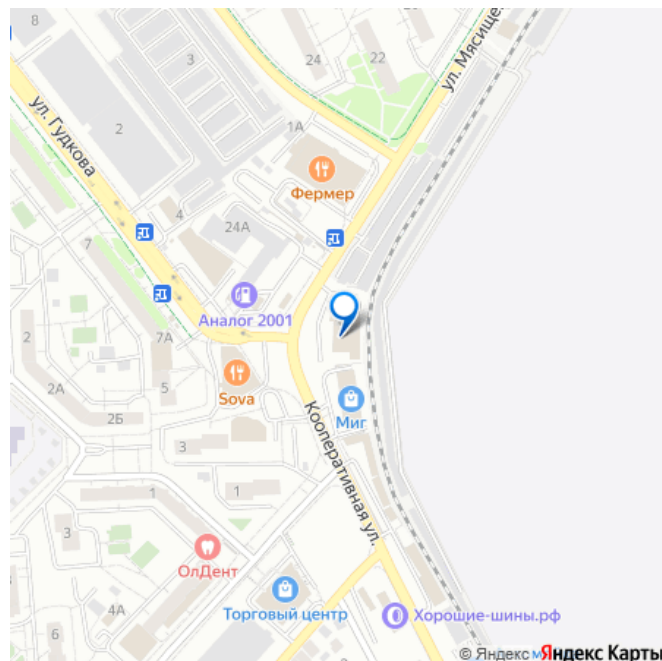 8
3
24
22
ул. Мясище
ул. Гудкова
2
1А
Фермер
4
24А
7
Аналог 2001
7А
2
2А
5
Sova
2Б
Миг
Кооперативная ул.
3
1
1
3
ОлДент
4А
Торговый центр
Хорошие-шины.рф
6
5
© Яндекс
Яндекс Карты